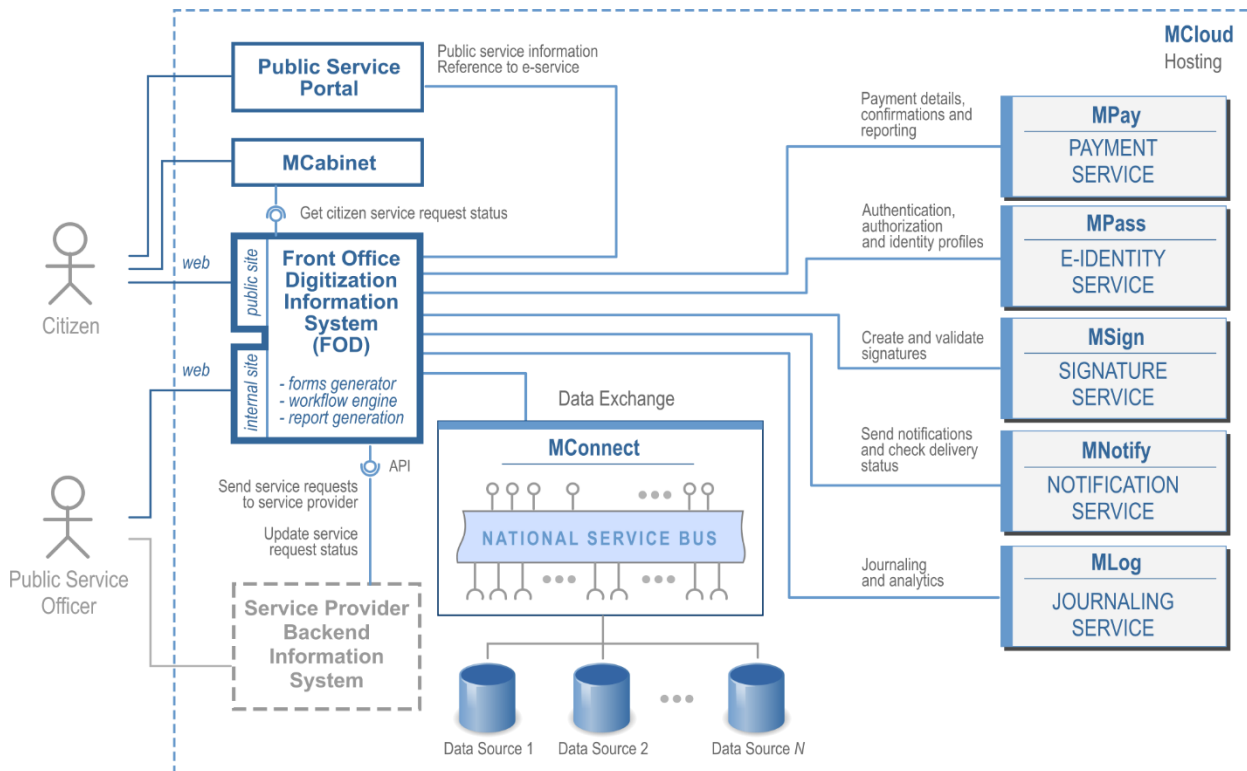 MCloud
Hosting
Public Service
Portal
Public service information
Reference to e-service
MCabinet
Get citizen service request status
Citizen
web
public site
Front Office
Digitization
Information
System
(FOD)
- forms generator
- workflow engine
- report generation
internal site
web
Public Service
Officer
API
Send service requests
to service provider
Update service
request status
Service Provider
Backend
Information
System
Data Exchange
MConnect
NATIONAL SERVICE BUS
Data Source 1
Data Source 2
Data Source N
Payment details,
confirmations and
reporting
MPay
PAYMENT
SERVICE
Authentication,
authorization
and identity profiles
MPass
E-IDENTITY
SERVICE
Create and validate
signatures
MSign
SIGNATURE
SERVICE
Send notifications
and check delivery
status
MNotify
NOTIFICATION
SERVICE
Journaling
and analytics
MLog
JOURNALING
SERVICE